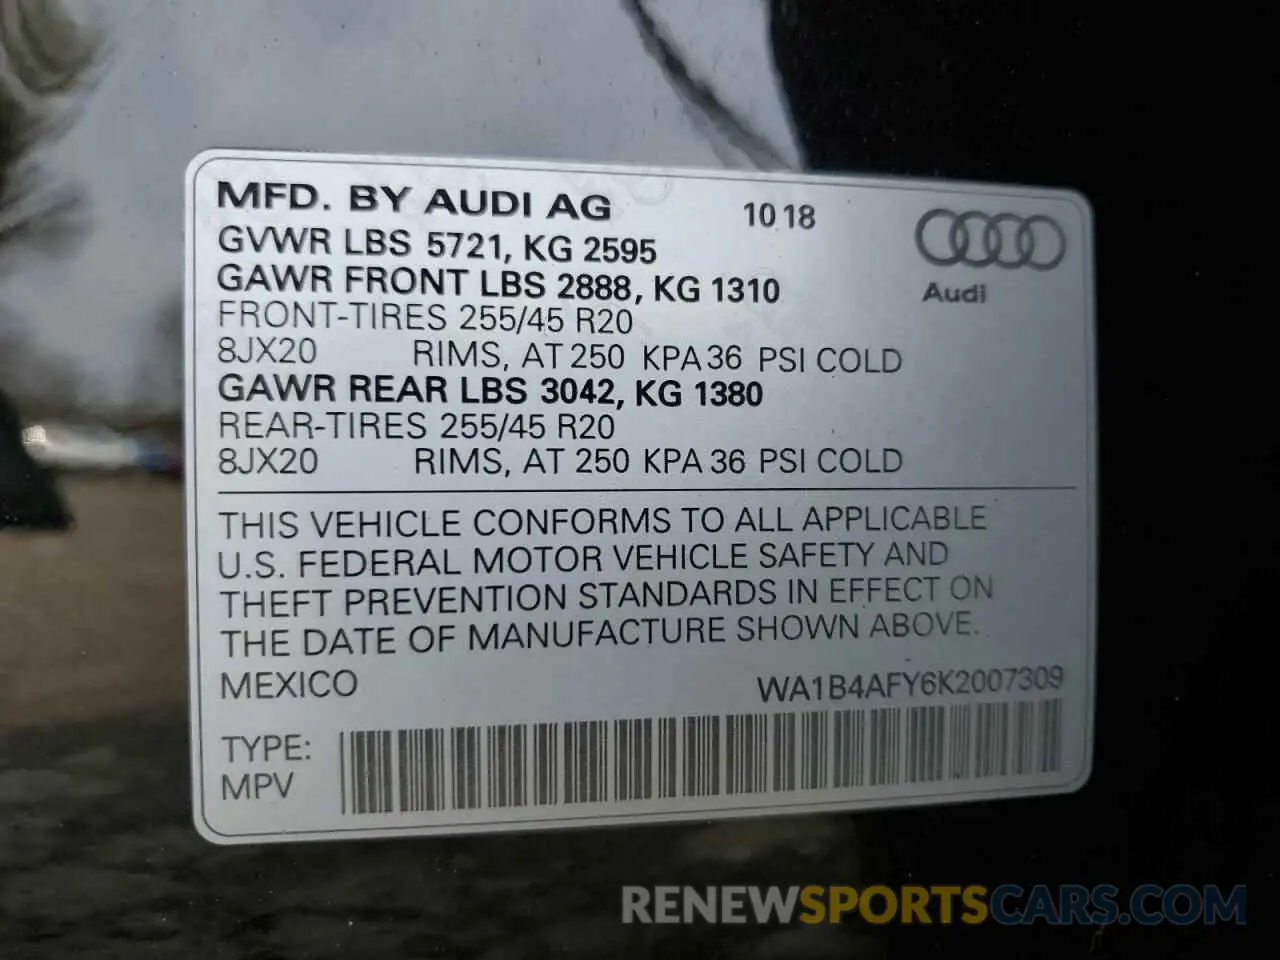 MFD. BY AUDI AG 10 18
GVWR LBS 5721, KG 2595
GAWR FRONT LBS 2888, KG 1310
Audi
FRONT-TIRES 255/45 R20
8JX20 RIMS, AT 250 KPA 36 PSI COLD
GAWR REAR LBS 3042, KG 1380
REAR-TIRES 255/45 R20
8JX20 RIMS, AT 250 KPA 36 PSI COLD
THIS VEHICLE CONFORMS TO ALL APPLICABLE
U.S. FEDERAL MOTOR VEHICLE SAFETY AND
THEFT PREVENTION STANDARDS IN EFFECT ON
THE DATE OF MANUFACTURE SHOWN ABOVE.
MEXICO WA1B4AFY6K2007309
TYPE:
MPV
RENEWSPORTSCARS.COM